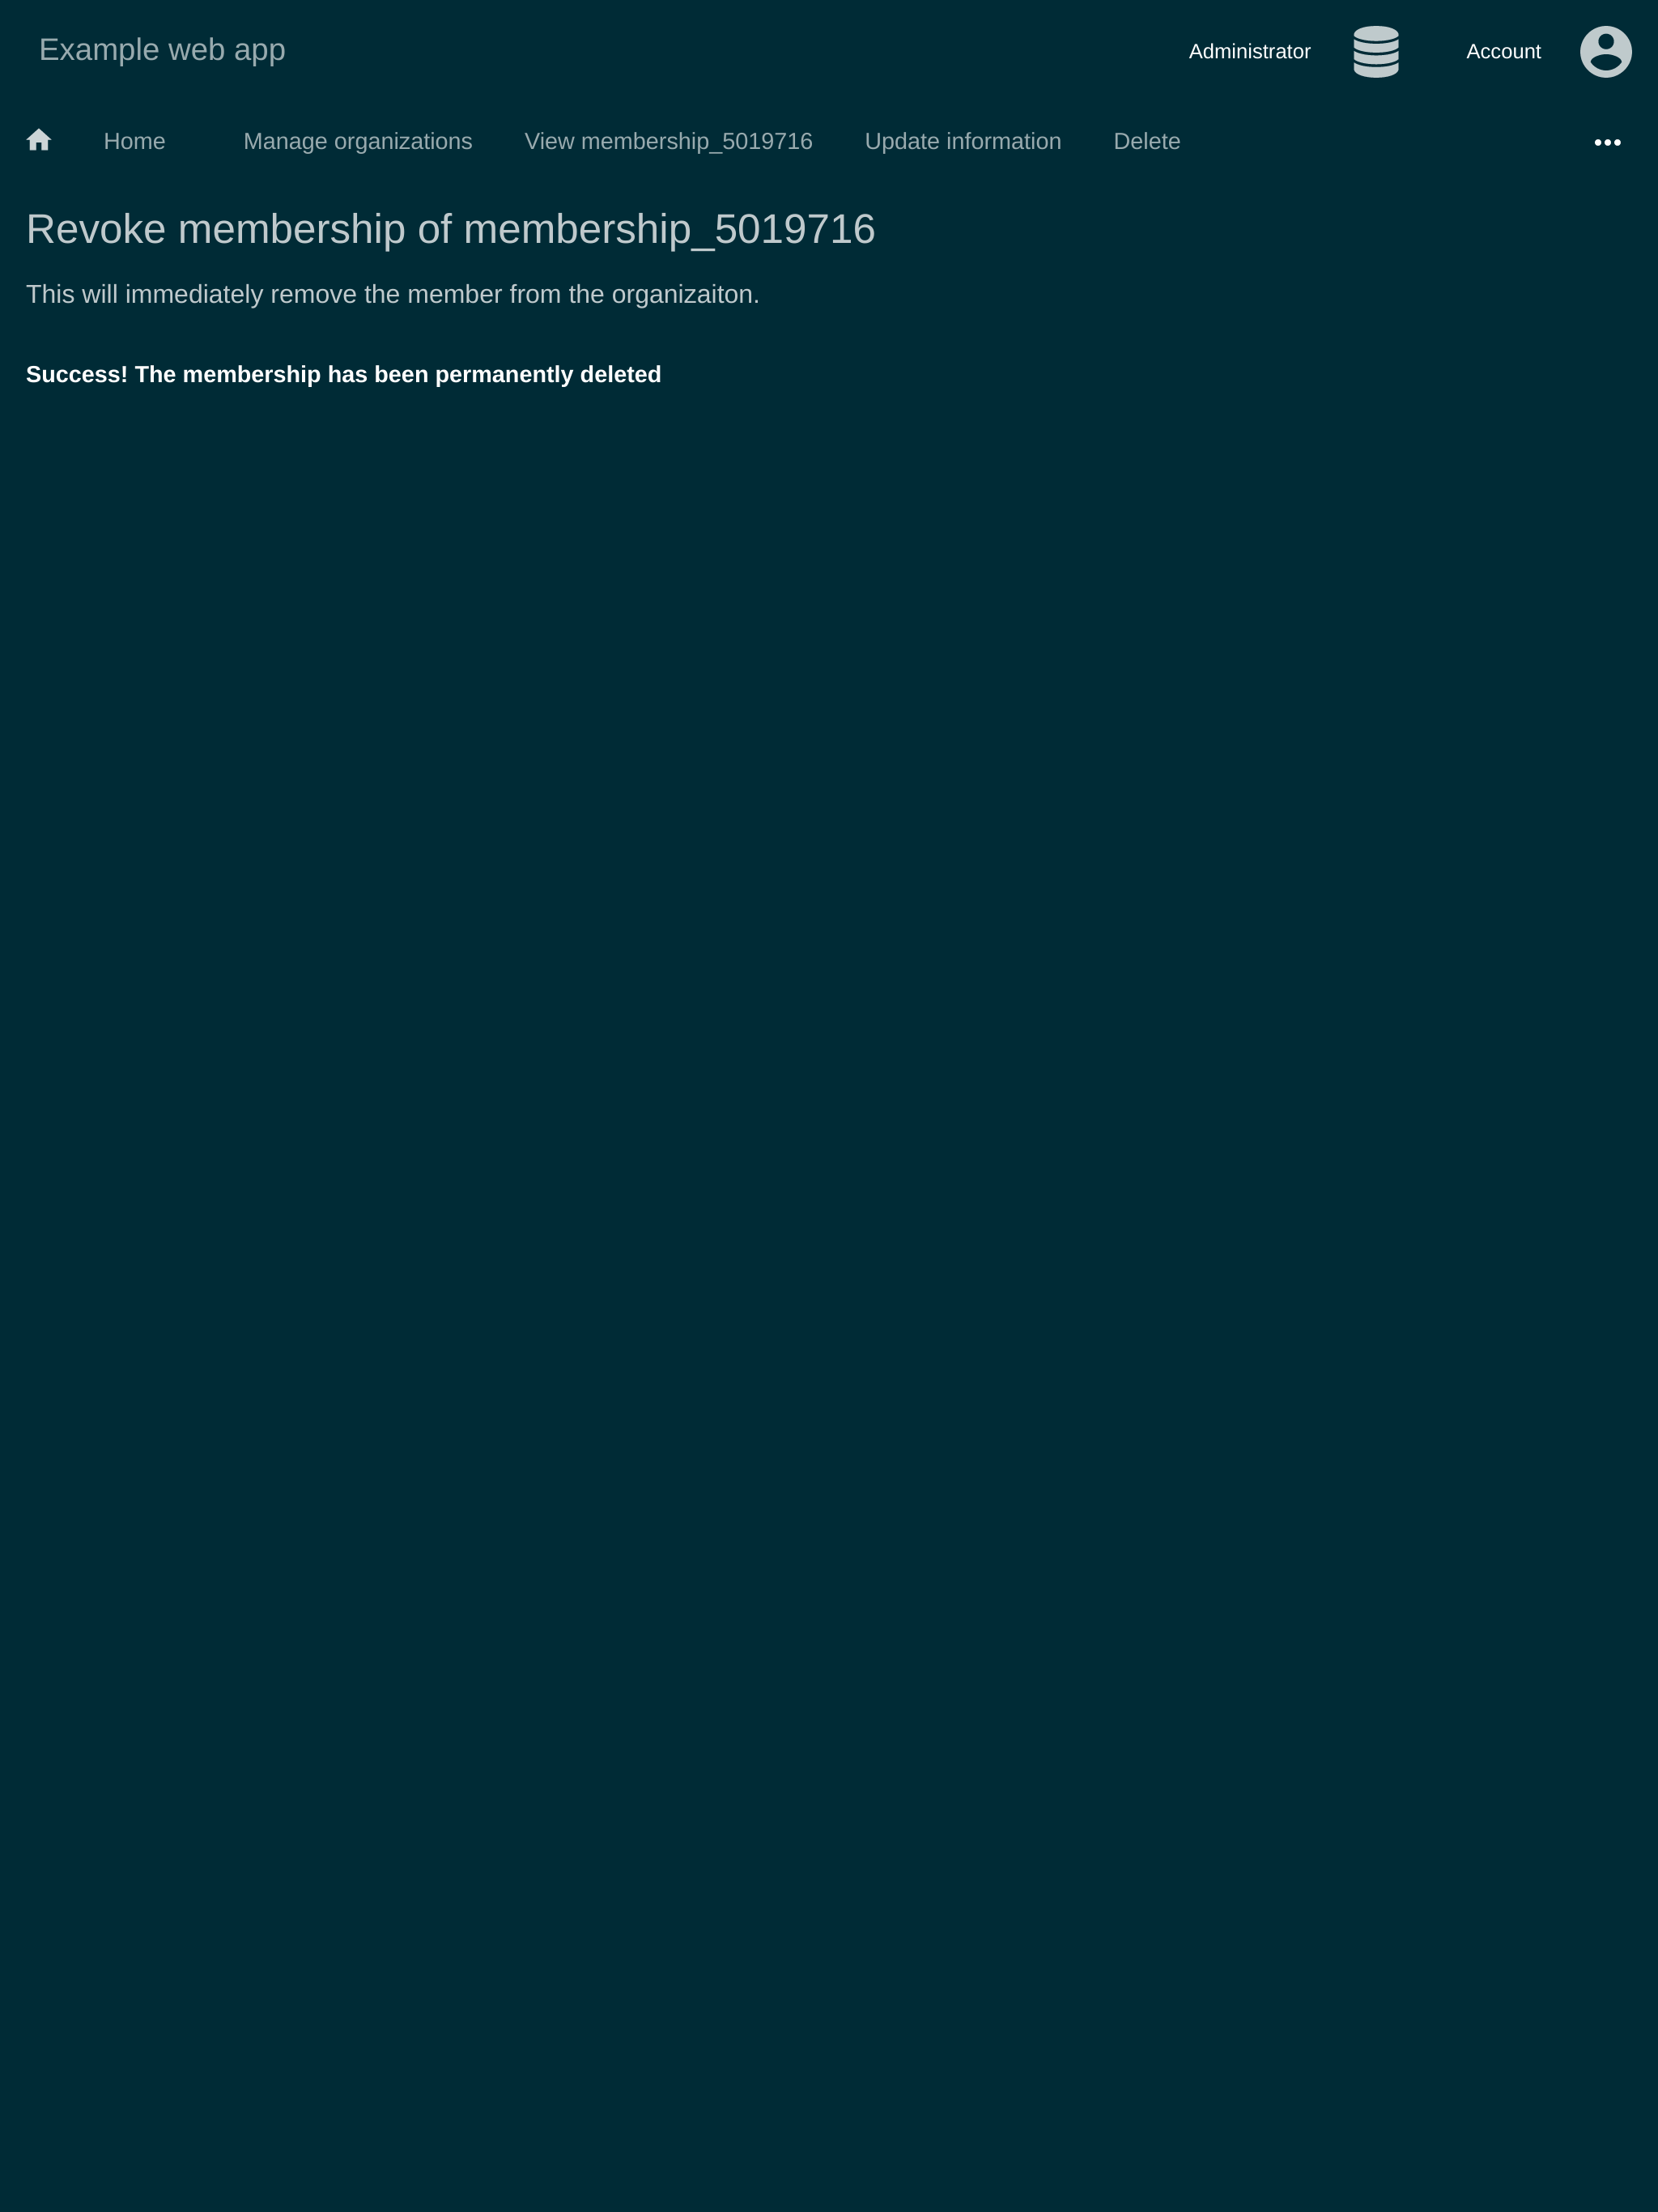 Example web app
Administrator
Account
Home
Manage organizations
View membership_5019716
Update information
Delete
Revoke membership of membership_5019716
This will immediately remove the member from the organizaiton.
Success! The membership has been permanently deleted